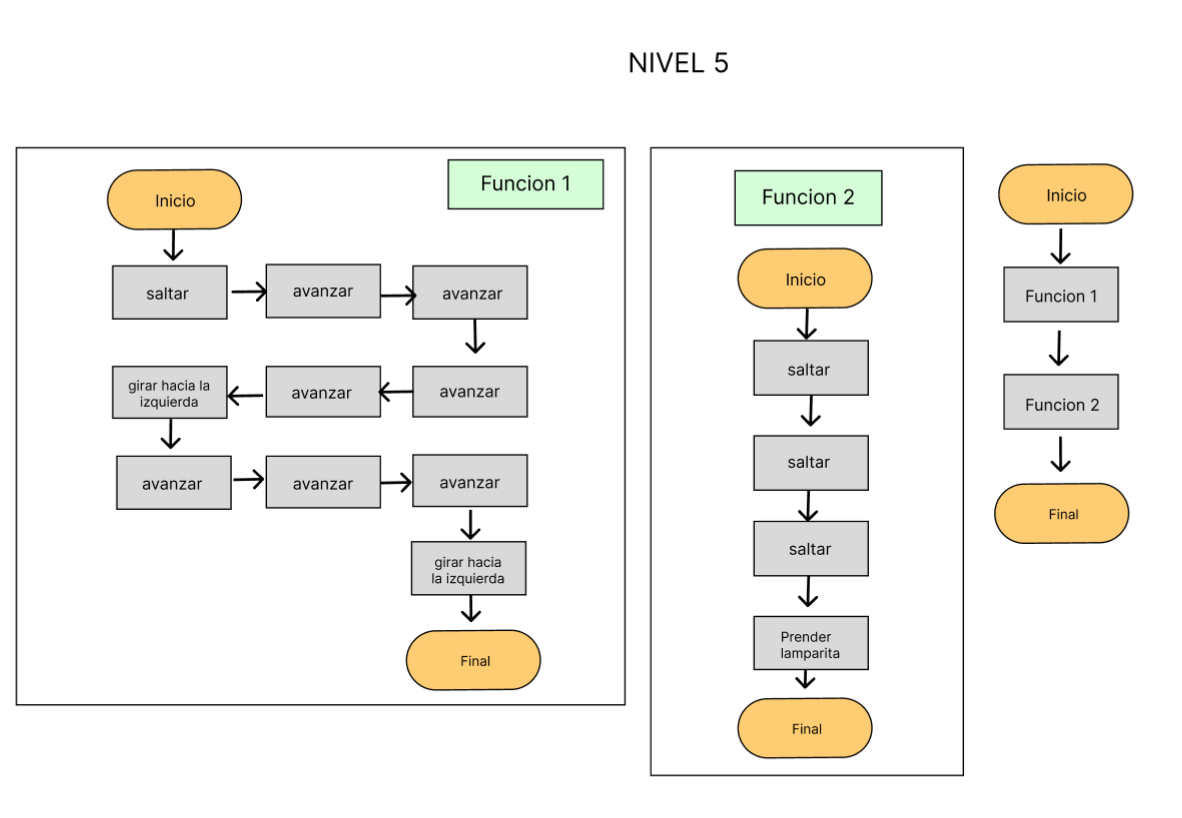 NIVEL 5
Funcion 1
Inicio
saltar
avanzar
avanzar
avanzar
avanzar
girar hacia la
izquierda
avanzar
avanzar
avanzar
girar hacia
la izquierda
Final
Funcion 2
Inicio
saltar
saltar
saltar
Prender
lamparita
Final
Inicio
Funcion 1
Funcion 2
Final